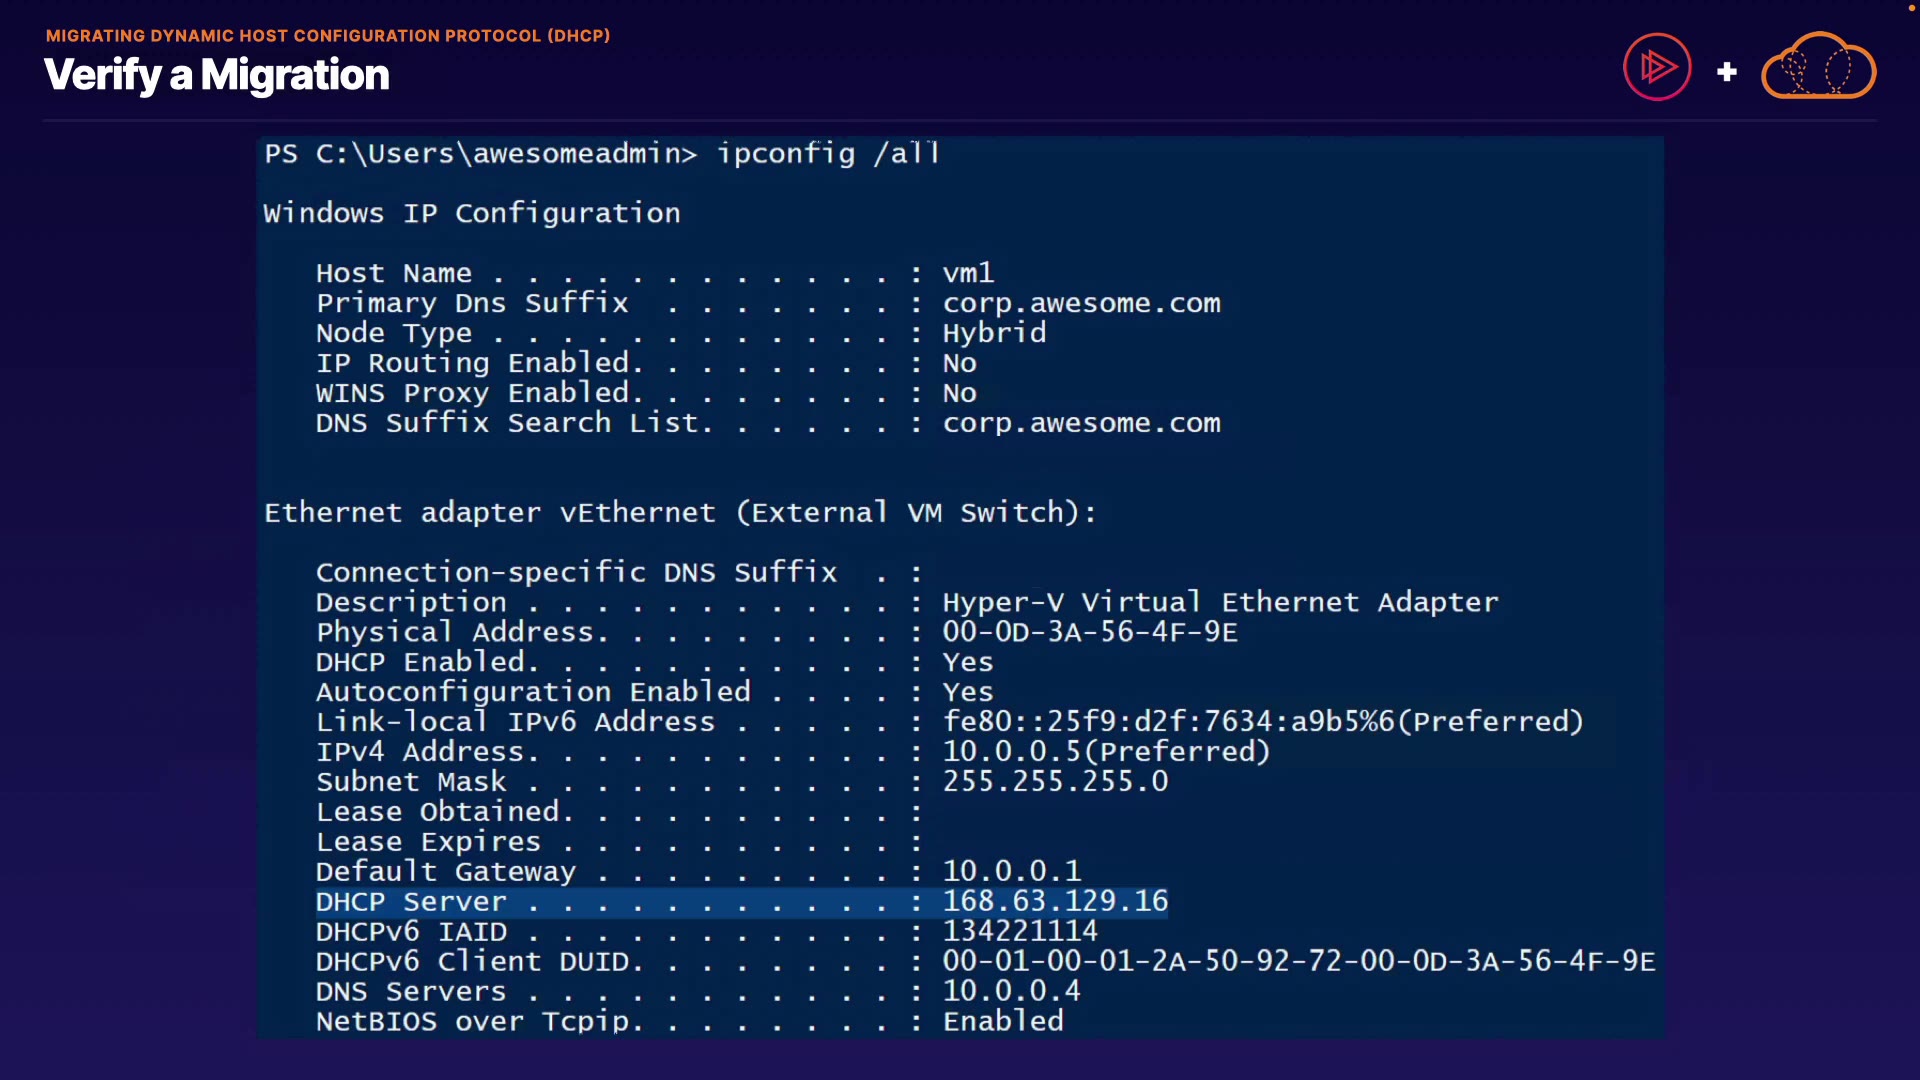 MIGRATING DYNAMIC HOST CONFIGURATION PROTOCOL (DHCP)
Verify a Migration
PS C:\Users\awesomeadmin> ipconfig /all
Windows IP Configuration
Host Name . . . . . . . . . . . . : vm1
Primary Dns Suffix  . . . . . . . : corp.awesome.com
Node Type . . . . . . . . . . . . : Hybrid
IP Routing Enabled. . . . . . . . : No
WINS Proxy Enabled. . . . . . . . : No
DNS Suffix Search List. . . . . . : corp.awesome.com
Ethernet adapter vEthernet (External VM Switch):
Connection-specific DNS Suffix  . :
Description . . . . . . . . . . . : Hyper-V Virtual Ethernet Adapter
Physical Address. . . . . . . . . : 00-0D-3A-56-4F-9E
DHCP Enabled. . . . . . . . . . . : Yes
Autoconfiguration Enabled . . . . : Yes
Link-local IPv6 Address . . . . . : fe80::25f9:d2f:7634:a9b5%6(Preferred)
IPv4 Address. . . . . . . . . . . : 10.0.0.5(Preferred)
Subnet Mask . . . . . . . . . . . : 255.255.255.0
Lease Obtained. . . . . . . . . . :
Lease Expires . . . . . . . . . . :
Default Gateway . . . . . . . . . : 10.0.0.1
DHCP Server . . . . . . . . . . . : 168.63.129.16
DHCPv6 IAID . . . . . . . . . . . : 134221114
DHCPv6 Client DUID. . . . . . . . : 00-01-00-01-2A-50-92-72-00-0D-3A-56-4F-9E
DNS Servers . . . . . . . . . . . : 10.0.0.4
NetBIOS over Tcpip. . . . . . . . : Enabled